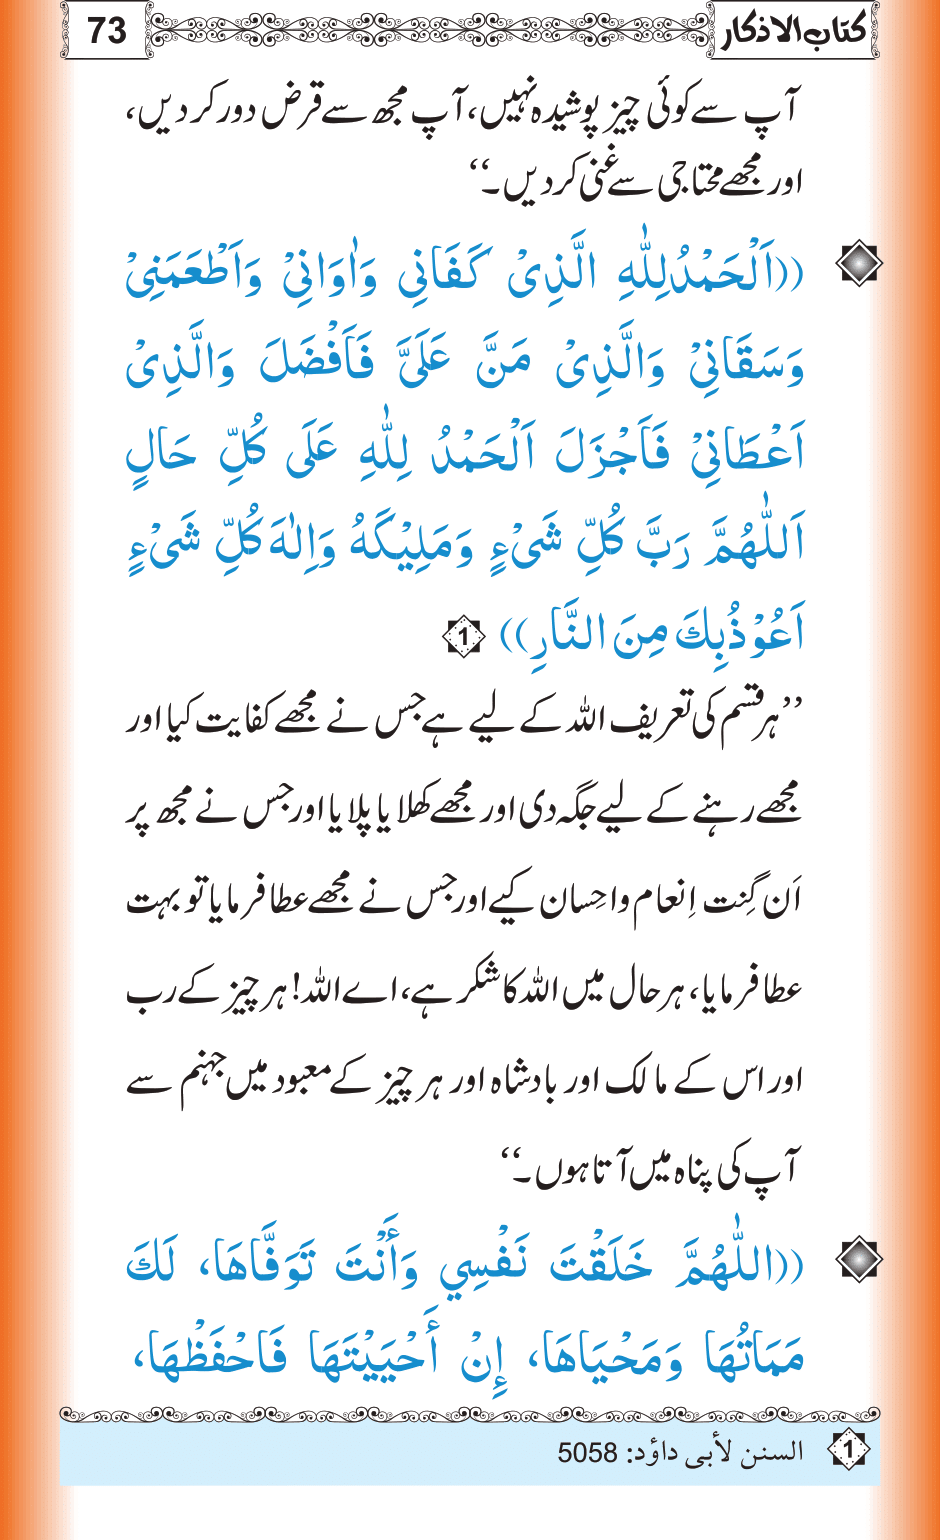 کتاب الاذکار 73
آپ سے کوئی چیز پوشیدہ نہیں، آپ مجھ سے قرض دور کر دیں،
اور مجھے محتاجی سے غنی کر دیں۔‘‘
((اَلْحَمْدُلِلّٰهِ الَّذِیْ کَفَانِی وَاٰوَانِیْ وَاَطْعَمَنِیْ
وَسَقَانِیْ وَالَّذِیْ مَنَّ عَلَیَّ فَاَفْضَلَ وَالَّذِیْ
اَعْطَانِیْ فَاَجْزَلَ اَلْحَمْدُ لِلّٰهِ عَلَی کُلِّ حَالٍ
اَللّٰهُمَّ رَبَّ کُلِّ شَیْءٍ وَمَلِیْکَهُ وَاِلٰهَ کُلِّ شَیْءٍ
اَعُوْذُبِكَ مِنَ النَّارِ)) 1
’’ہر قسم کی تعریف اللہ کے لیے ہے جس نے مجھے کفایت کیا اور
مجھے رہنے کے لیے جگہ دی اور مجھے کھلایا پلایا اور جس نے مجھ پر
اَن گِنت اِنعام واحِسان کیے اور جس نے مجھے عطا فرمایا تو بہت
عطا فرمایا، ہر حال میں اللہ کا شکر ہے، اے اللہ! ہر چیز کے رب
اور اس کے مالک اور بادشاہ اور ہر چیز کے معبود میں جہنم سے
آپ کی پناہ میں آتا ہوں۔‘‘
((اللّٰهُمَّ خَلَقْتَ نَفْسِي وَأَنْتَ تَوَفَّاهَا، لَكَ
مَمَاتُهَا وَمَحْيَاهَا، إِنْ أَحْيَيْتَهَا فَاحْفَظْهَا،
1 السنن لأبی داؤد: 5058